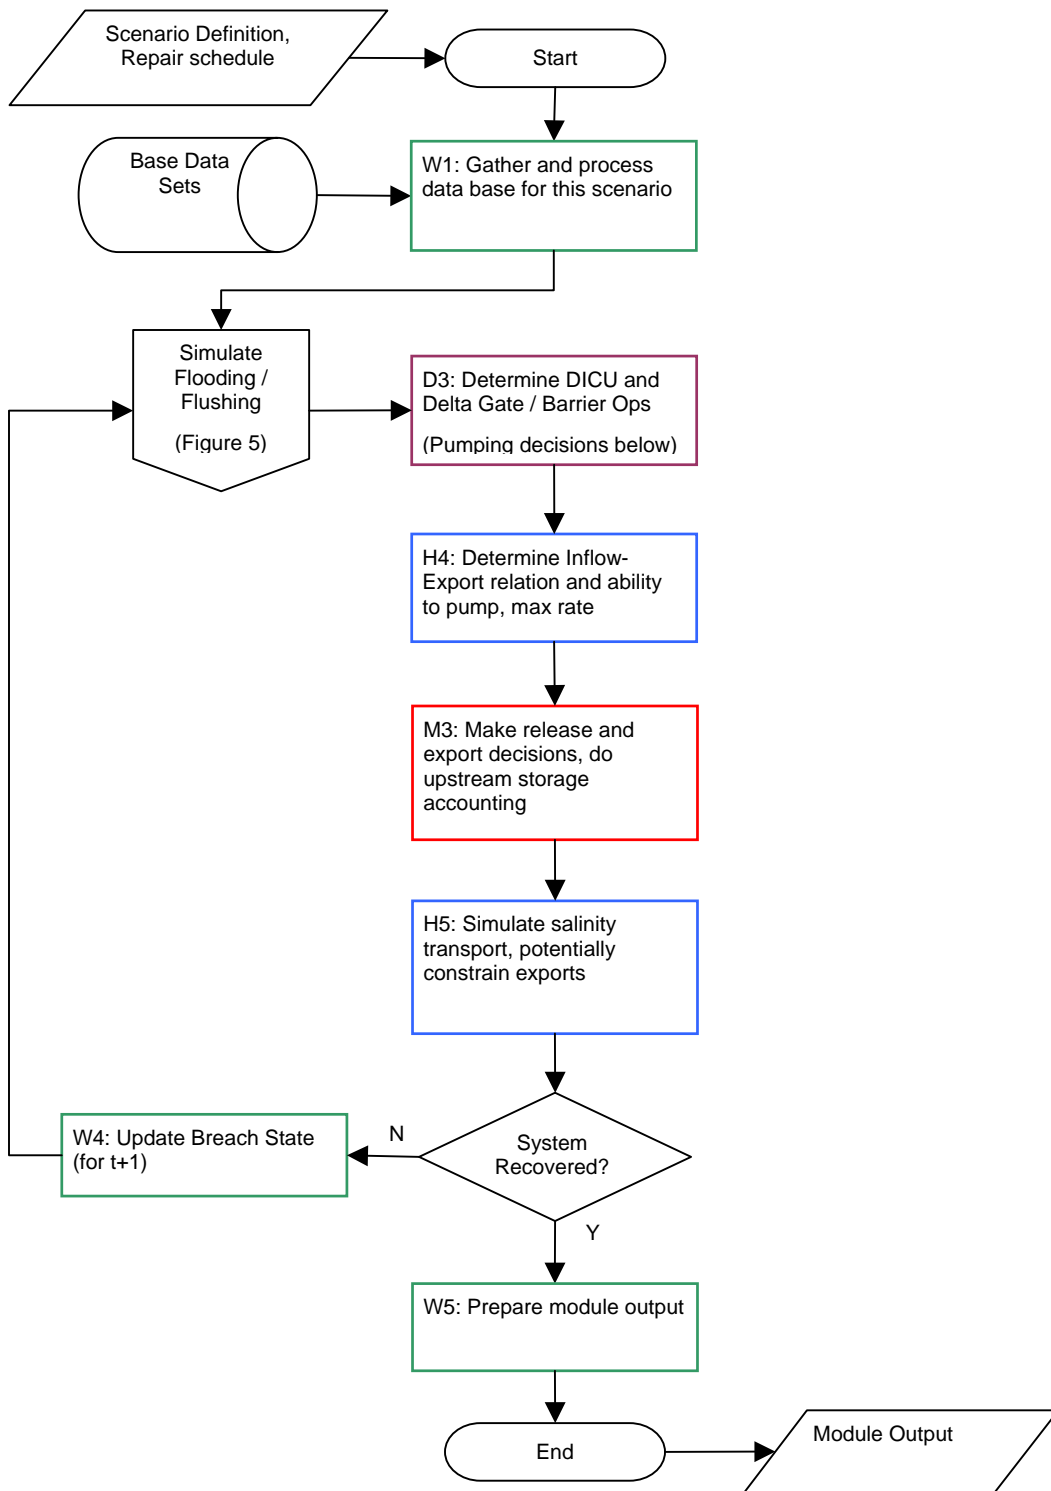 Scenario Definition,
Repair schedule
Start
Base Data
Sets
W1: Gather and process
data base for this scenario
Simulate
Flooding /
Flushing
(Figure 5)
D3: Determine DICU and
Delta Gate / Barrier Ops
(Pumping decisions below)
H4: Determine Inflow-
Export relation and ability
to pump, max rate
M3: Make release and
export decisions, do
upstream storage
accounting
H5: Simulate salinity
transport, potentially
constrain exports
W4: Update Breach State
(for t+1)
N
System
Recovered?
Y
W5: Prepare module output
End
Module Output